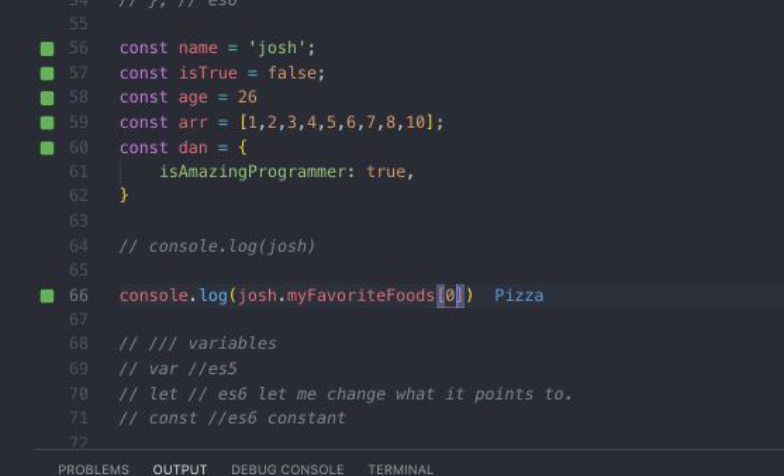 54 // }; // es6
55
56 const name = 'josh';
57 const isTrue = false;
58 const age = 26
59 const arr = [1,2,3,4,5,6,7,8,10];
60 const dan = {
61 isAmazingProgrammer: true,
62 }
63
64 // console.log(josh)
65
66 console.log(josh.myFavoriteFoods[0]) Pizza
67
68 // /// variables
69 // var //es5
70 // let // es6 let me change what it points to.
71 // const //es6 constant
72
PROBLEMS OUTPUT DEBUG CONSOLE TERMINAL